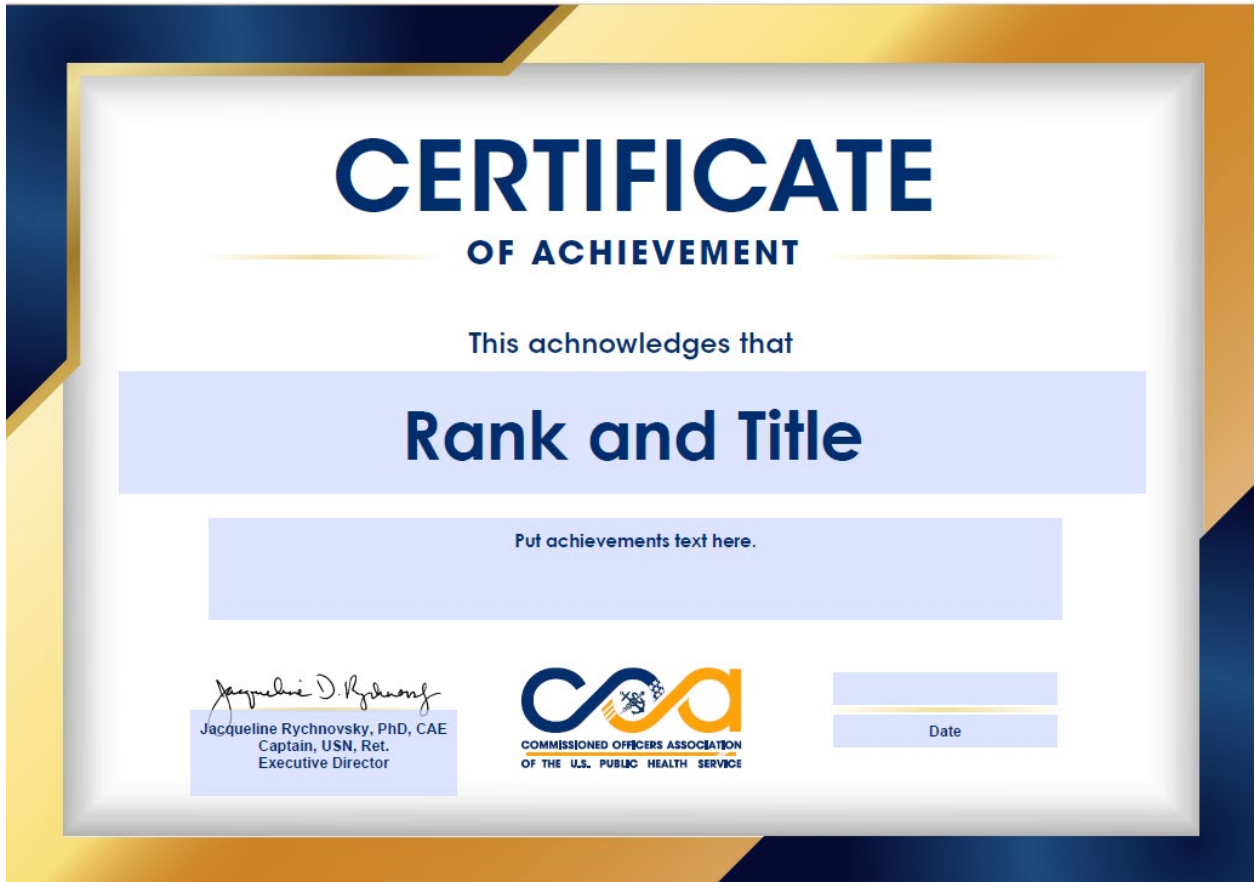 CERTIFICATE
OF ACHIEVEMENT
This achnowledges that
Rank and Title
Put achievements text here.
Jacqueline D. Rychnovsky
Jacqueline Rychnovsky, PhD, CAE
Captain, USN, Ret.
Executive Director
coa
COMMISSIONED OFFICERS ASSOCIATION
OF THE U.S. PUBLIC HEALTH SERVICE
Date